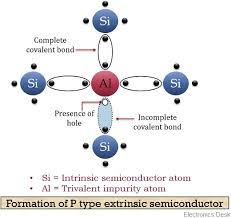 Si
Complete
covalent bond
Si
Al
Si
Presence of
hole
Incomplete
covalent bond
Si
• Si = Intrinsic semiconductor atom
• Al = Trivalent impurity atom
Formation of P type extrinsic semiconductor
Electronics Desk